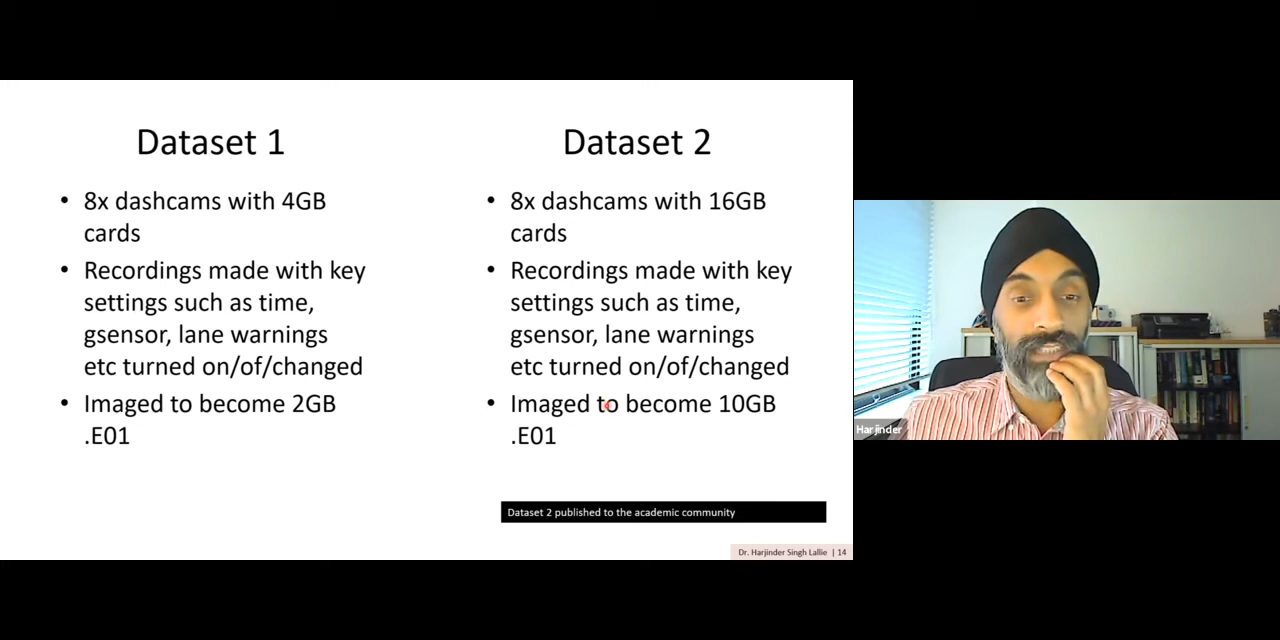 Dataset 1
• 8x dashcams with 4GB
cards
• Recordings made with key
settings such as time,
gsensor, lane warnings
etc turned on/of/changed
• Imaged to become 2GB
.E01
Dataset 2
• 8x dashcams with 16GB
cards
• Recordings made with key
settings such as time,
gsensor, lane warnings
etc turned on/of/changed
• Imaged to become 10GB
.E01
Dataset 2 published to the academic community
Dr. Harjinder Singh Lallie | 14
Harjinder